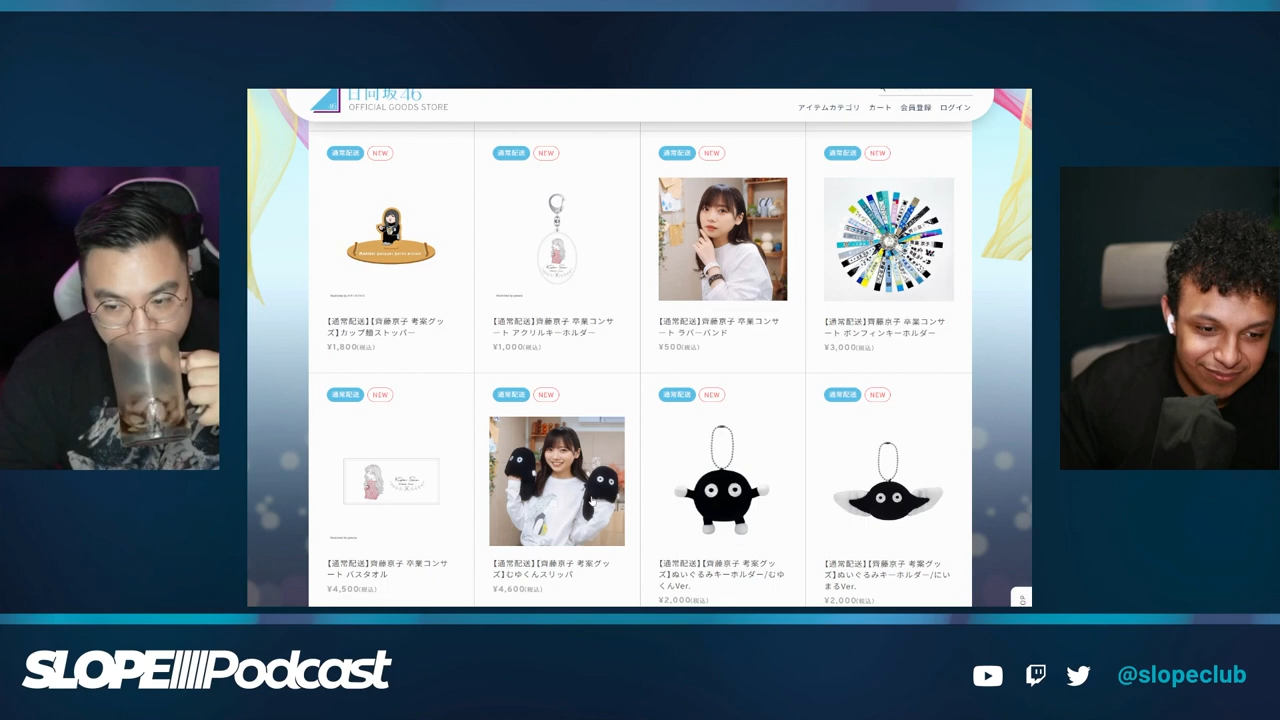 日向坂46
46
OFFICIAL GOODS STORE
アイテムカテゴリ カート 会員登録 ログイン
通常配送 NEW
通常配送 NEW
通常配送 NEW
通常配送 NEW
【通常配送】【齊藤京子 考案グッ
ズ】カップ麺ストッパー
¥1,800(税込)
【通常配送】齊藤京子 卒業コンサ
ート アクリルキーホルダー
¥1,000(税込)
【通常配送】齊藤京子 卒業コンサ
ート ラバーバンド
¥500(税込)
【通常配送】齊藤京子 卒業コンサ
ート ボンフィンキーホルダー
¥3,000(税込)
通常配送 NEW
通常配送 NEW
通常配送 NEW
通常配送 NEW
【通常配送】齊藤京子 卒業コンサ
ート バスタオル
¥4,500(税込)
【通常配送】【齊藤京子 考案グッ
ズ】むゆくんスリッパ
¥4,600(税込)
【通常配送】【齊藤京子 考案グッ
ズ】ぬいぐるみキーホルダー/むゆ
くんVer.
¥2,000(税込)
【通常配送】【齊藤京子 考案グッ
ズ】ぬいぐるみキーホルダー/にい
まるVer.
¥2,000(税込)
SLOPE Podcast
@slopeclub